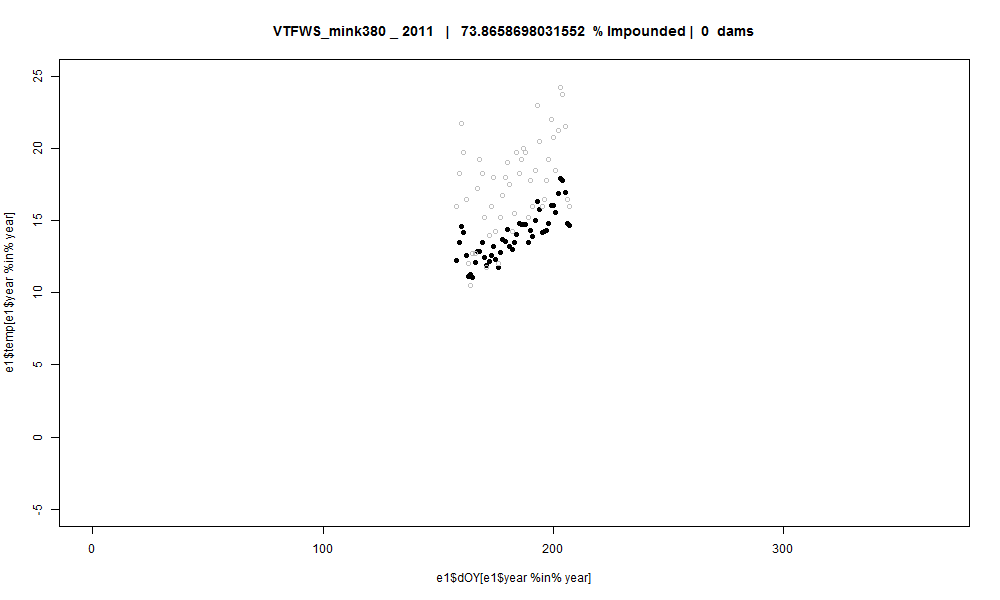 VTFWS_mink380 _ 2011 | 73.8658698031552 % Impounded | 0 dams
e1$temp[e1$year %in% year]
25
20
15
10
5
0
-5
0 100 200 300
e1$dOY[e1$year %in% year]